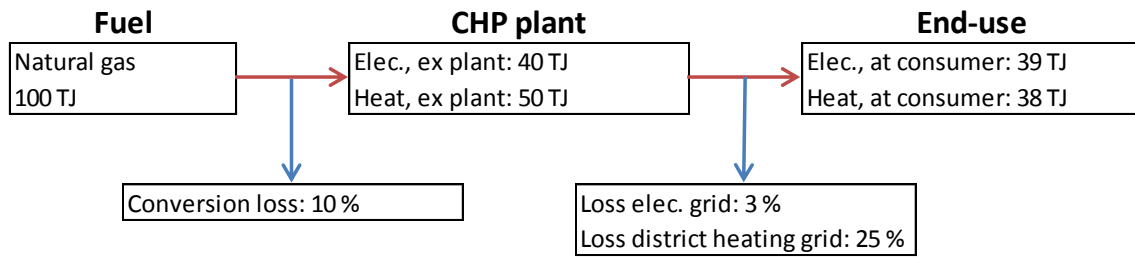 Fuel
Natural gas
100 TJ
CHP plant
Elec., ex plant: 40 TJ
Heat, ex plant: 50 TJ
End-use
Elec., at consumer: 39 TJ
Heat, at consumer: 38 TJ
Conversion loss: 10 %
Loss elec. grid: 3 %
Loss district heating grid: 25 %